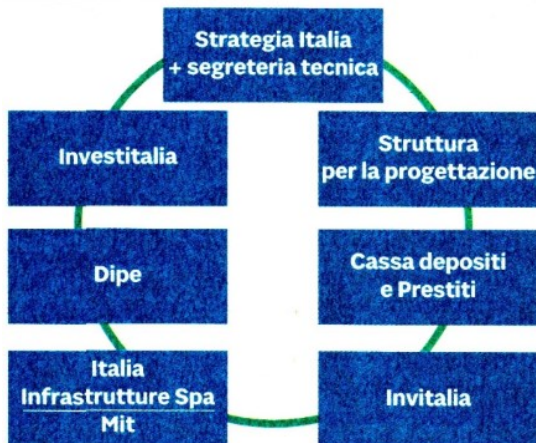 Strategia Italia
+ segreteria tecnica
Investitalia
Struttura
per la progettazione
Dipe
Cassa depositi
e Prestiti
Italia
Infrastrutture Spa
Mit
Invitalia